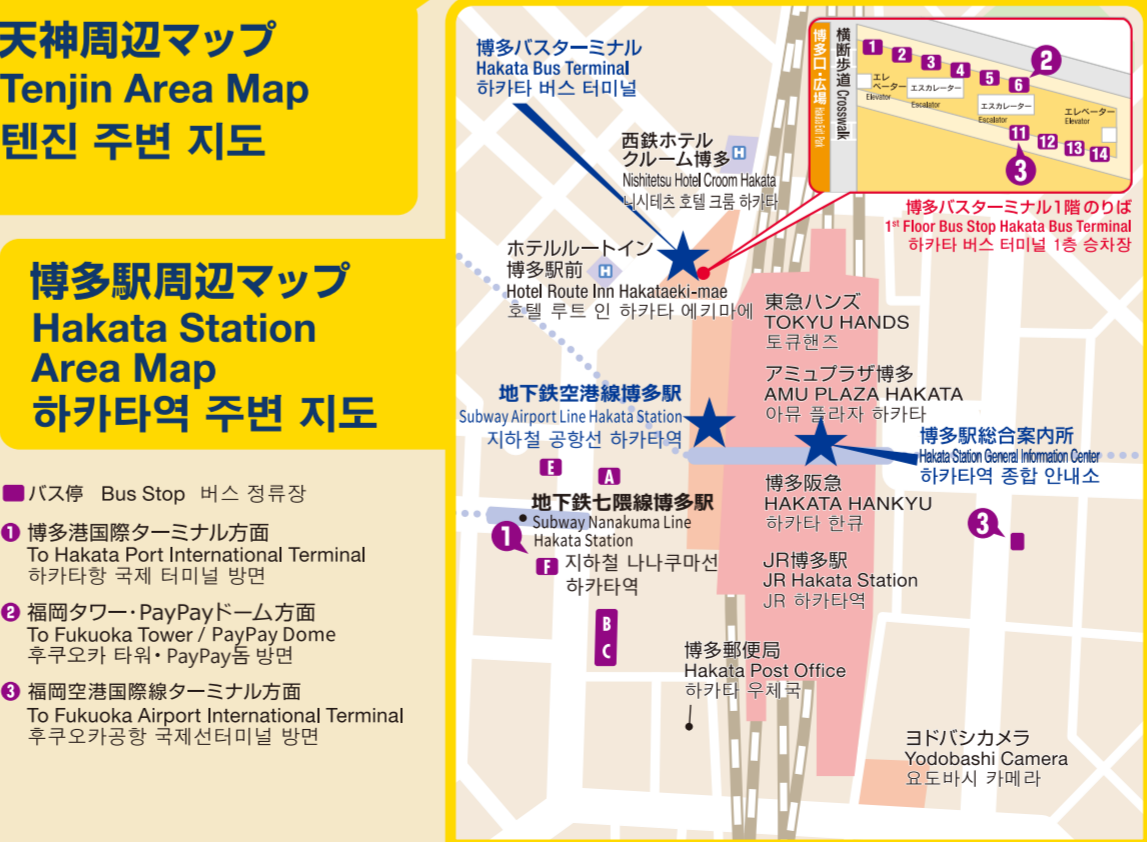 天神周辺マップ
Tenjin Area Map
텐진 주변 지도
博多駅周辺マップ
Hakata Station
Area Map
하카타역 주변 지도
バス停 Bus Stop 버스 정류장
1 博多港国際ターミナル方面
To Hakata Port International Terminal
하카타항 국제 터미널 방면
2 福岡タワー・PayPayドーム方面
To Fukuoka Tower / PayPay Dome
후쿠오카 타워・PayPay돔 방면
3 福岡空港国際線ターミナル方面
To Fukuoka Airport International Terminal
후쿠오카공항 국제선터미널 방면
博多バスターミナル
Hakata Bus Terminal
하카타 버스 터미널
西鉄ホテル
クルーム博多 H
Nishitetsu Hotel Croom Hakata
니시테츠 호텔 크룸 하카타
ホテルルートイン
博多駅前 H
Hotel Route Inn Hakataeki-mae
호텔 루트 인 하카타 에키마에
博多口・広場
横断歩道 Crosswalk
1 2 3 4 5 6 2
エレベーター
Elevator
エスカレーター
Escalator
エスカレーター
Escalator
エレベーター
Elevator
11 12 13 14
3
博多バスターミナル1階のりば
1st Floor Bus Stop Hakata Bus Terminal
하카타 버스 터미널 1층 승차장
東急ハンズ
TOKYU HANDS
토큐핸즈
アミュプラザ博多
AMU PLAZA HAKATA
아뮤 플라자 하카타
地下鉄空港線博多駅
Subway Airport Line Hakata Station
지하철 공항선 하카타역
博多駅総合案内所
Hakata Station General Information Center
하카타역 종합 안내소
E
A
地下鉄七隈線博多駅
Subway Nanakuma Line
Hakata Station
지하철 나나쿠마선
하카타역
1
F
B
C
博多阪急
HAKATA HANKYU
하카타 한큐
3
JR博多駅
JR Hakata Station
JR 하카타역
博多郵便局
Hakata Post Office
하카타 우체국
ヨドバシカメラ
Yodobashi Camera
요도바시 카메라